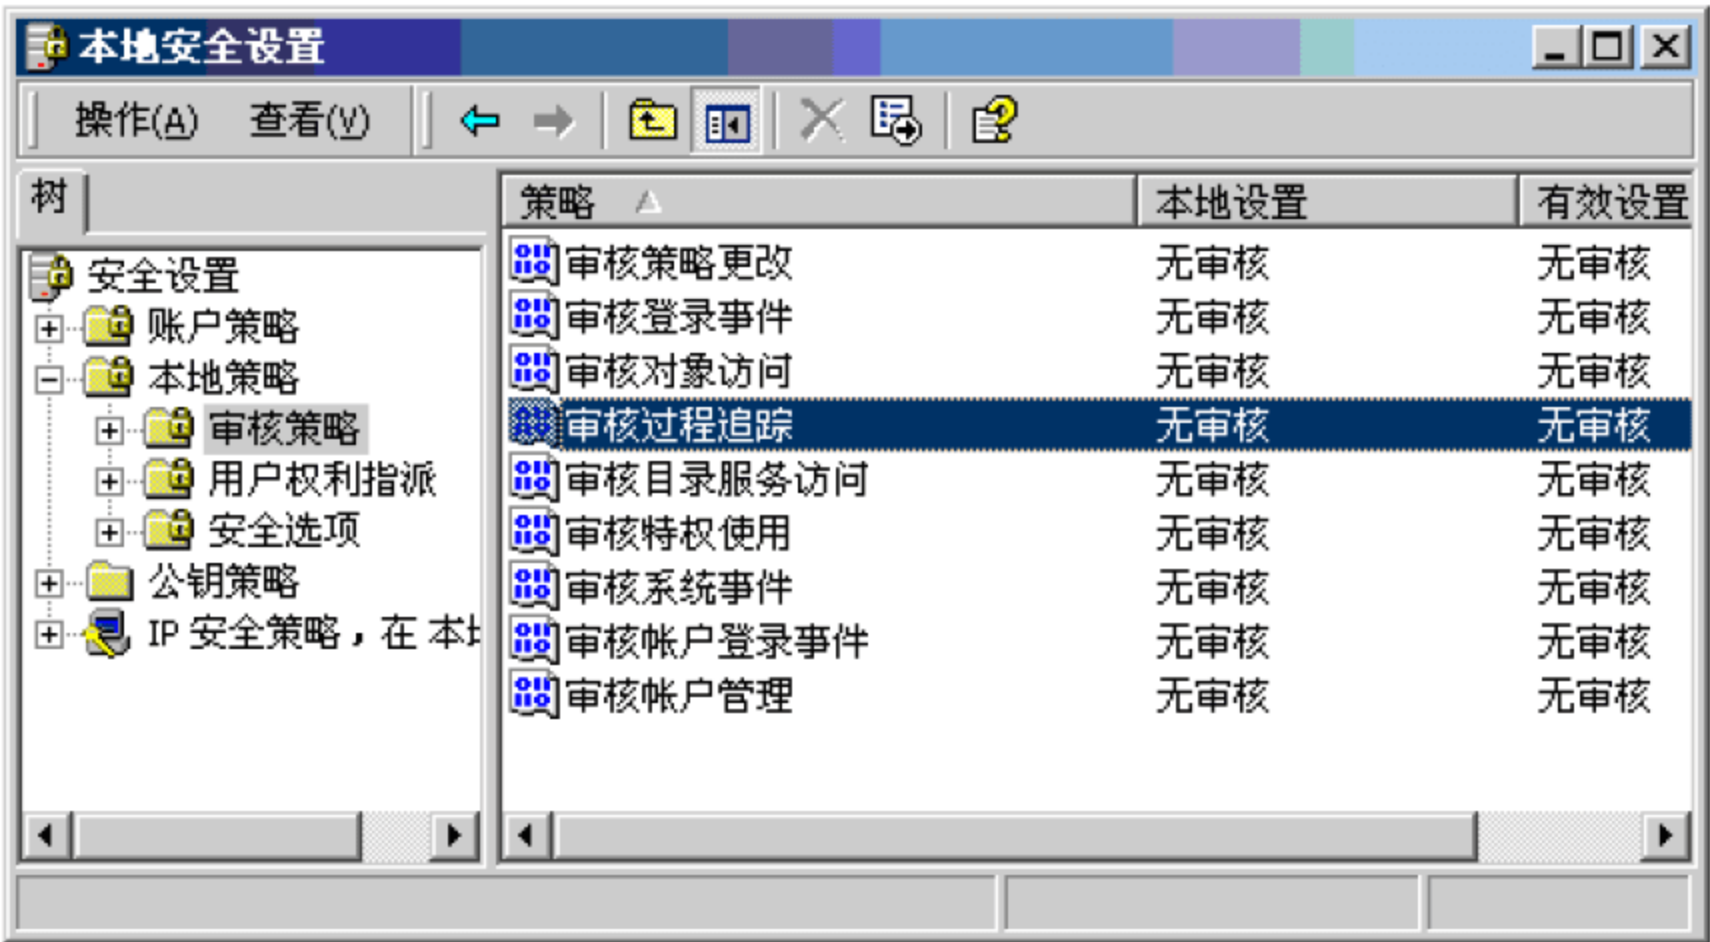 本地安全设置
操作(A) 查看(V)
树
安全设置
账户策略
本地策略
审核策略
用户权利指派
安全选项
公钥策略
IP 安全策略，在 本
策略 本地设置 有效设置
审核策略更改 无审核 无审核
审核登录事件 无审核 无审核
审核对象访问 无审核 无审核
审核过程追踪 无审核 无审核
审核目录服务访问 无审核 无审核
审核特权使用 无审核 无审核
审核系统事件 无审核 无审核
审核帐户登录事件 无审核 无审核
审核帐户管理 无审核 无审核